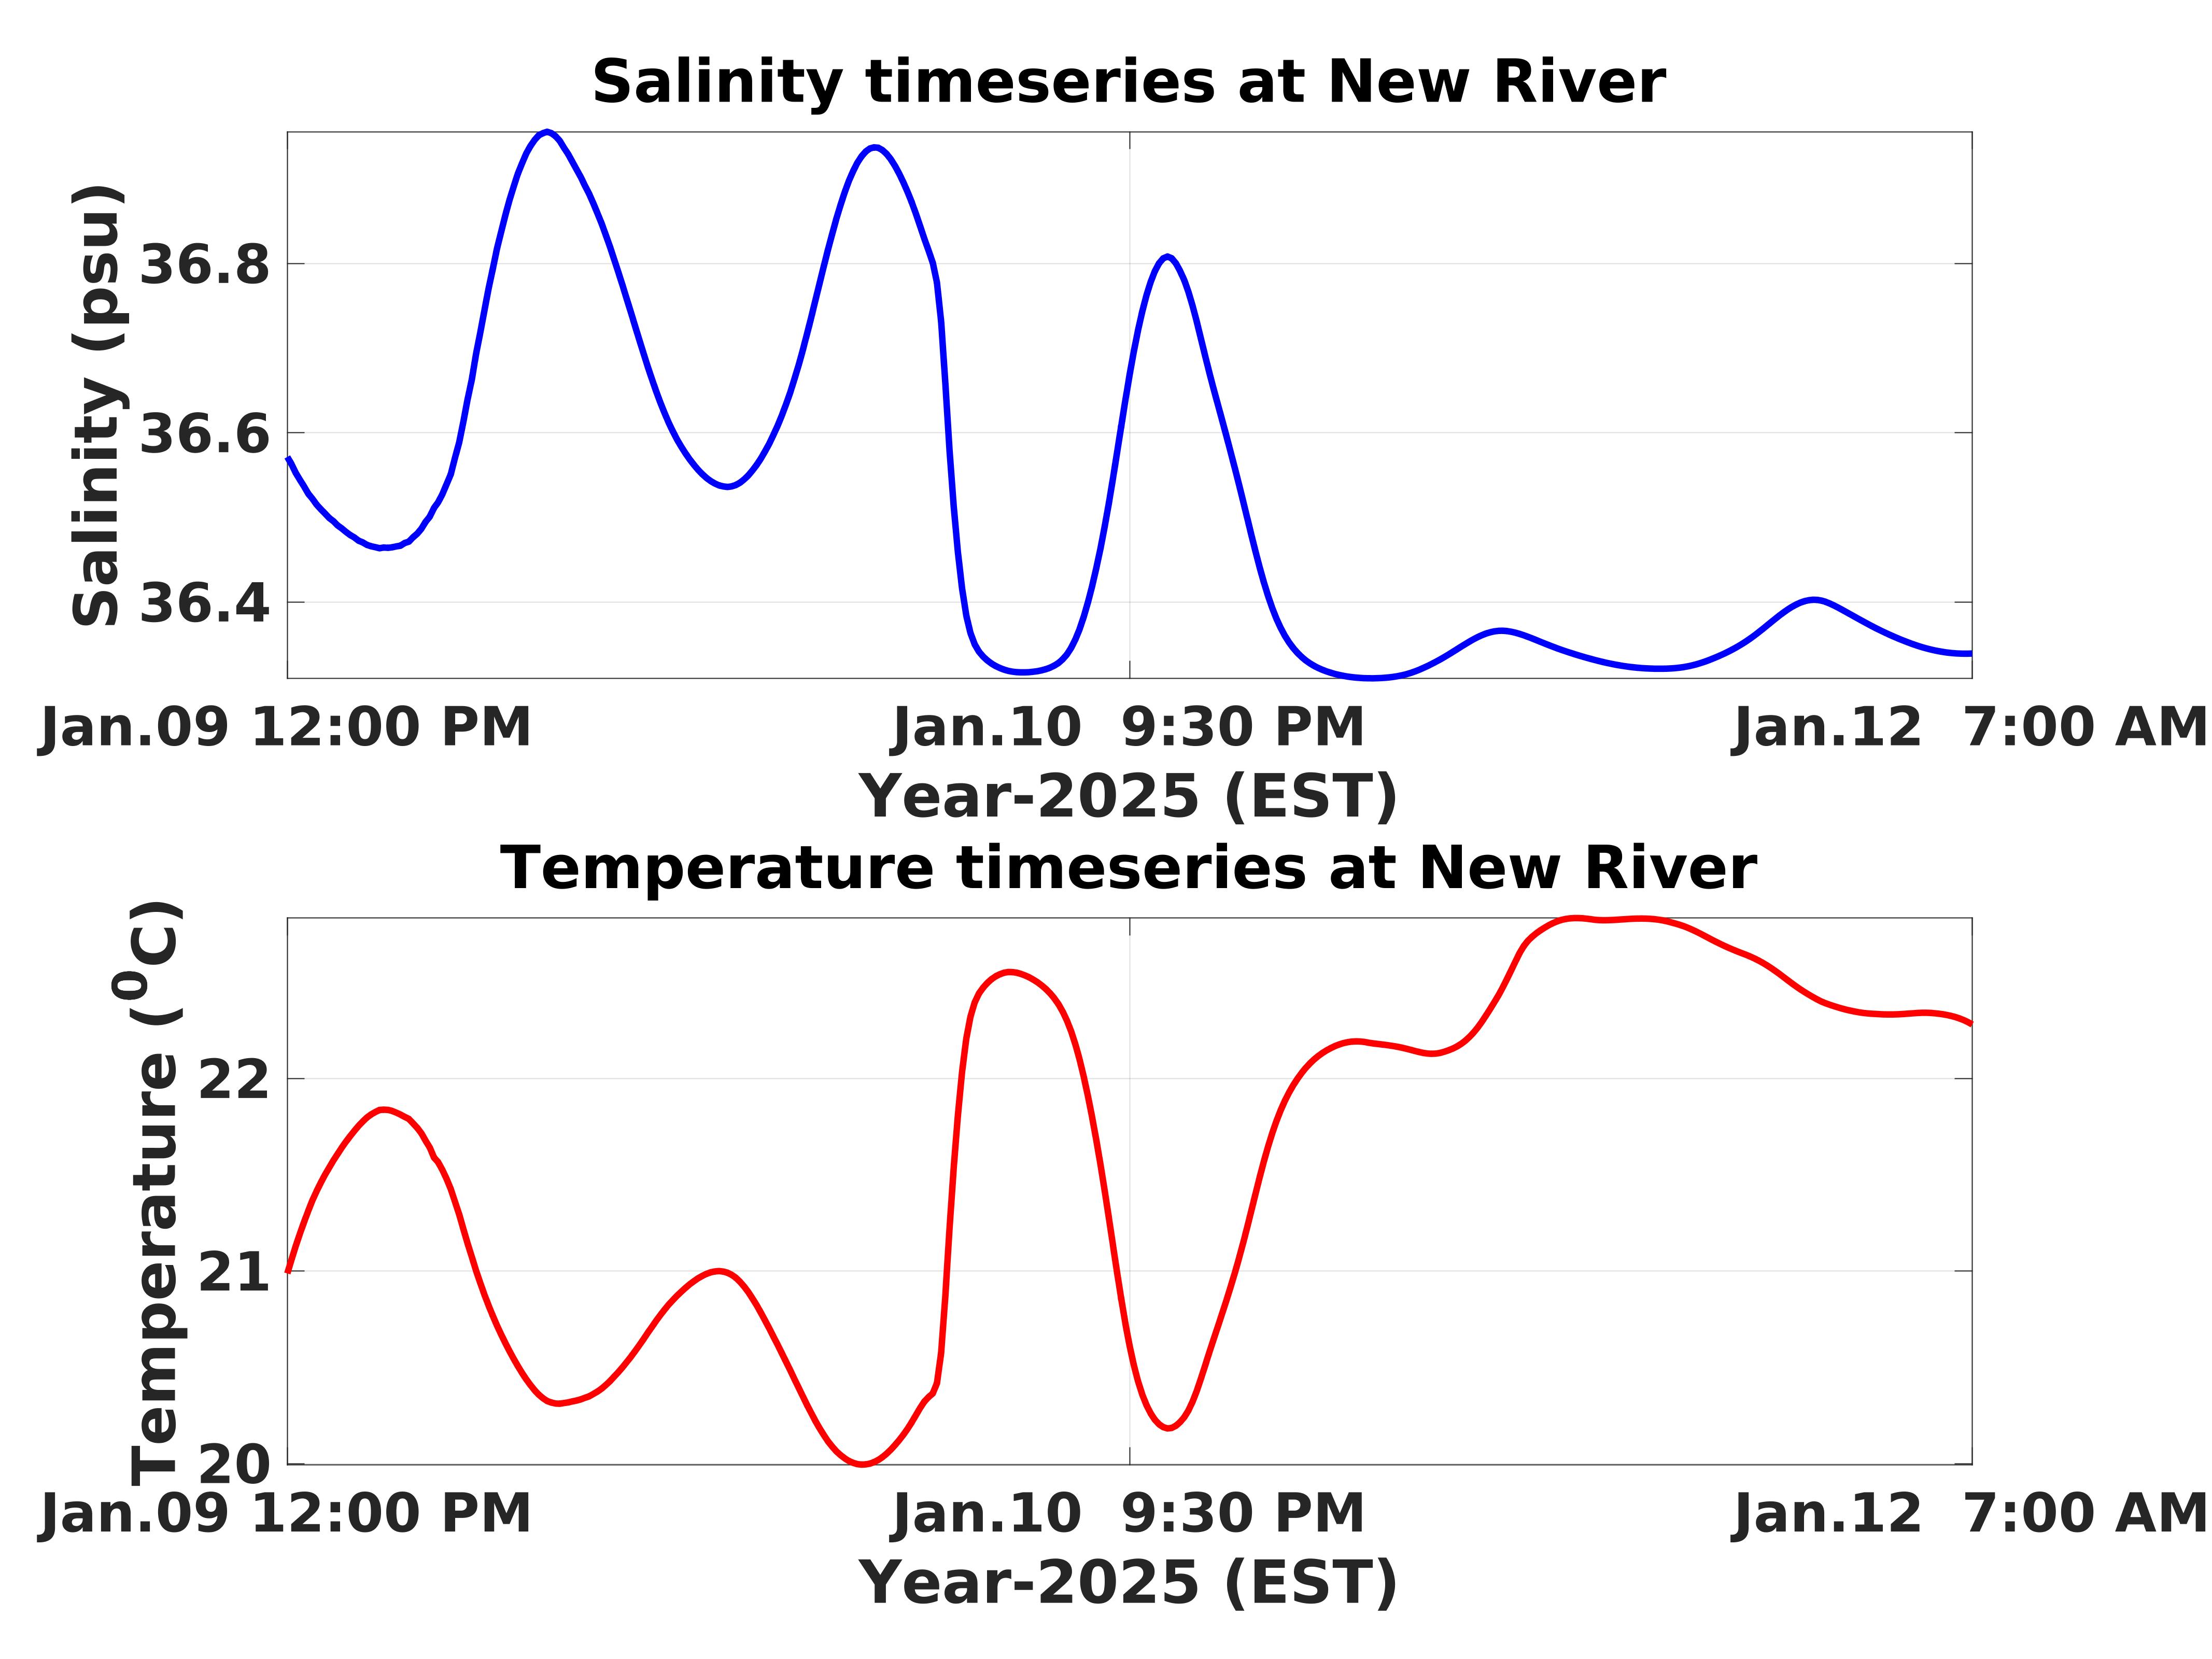 Salinity timeseries at New River
Salinity (psu)
36.8
36.6
36.4
Jan.09 12:00 PM Jan.10  9:30 PM Jan.12  7:00 AM
Year-2025 (EST)
Temperature timeseries at New River
Temperature (⁰C)
22
21
20
Jan.09 12:00 PM Jan.10  9:30 PM Jan.12  7:00 AM
Year-2025 (EST)